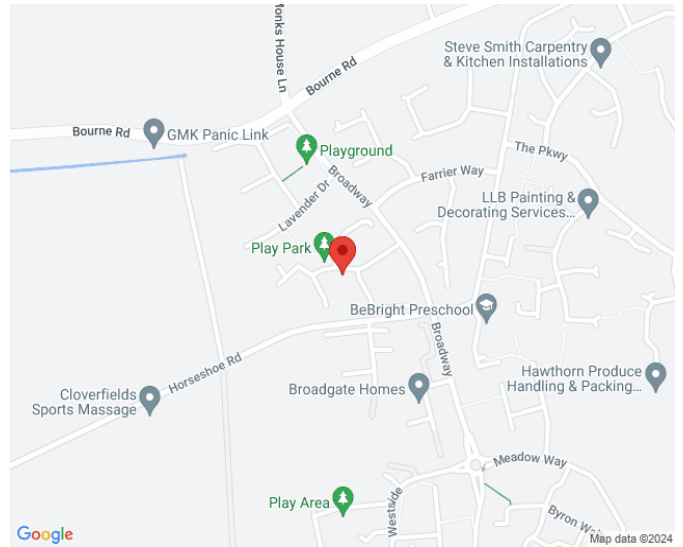 Monks House Ln
Bourne Rd
Steve Smith Carpentry
& Kitchen Installations
Bourne Rd
GMK Panic Link
Playground
Broadway
Farrier Way
The Pkwy
Lavender Dr
LLB Painting &
Decorating Services...
Play Park
BeBright Preschool
Broadway
Horseshoe Rd
Cloverfields
Sports Massage
Broadgate Homes
Hawthorn Produce
Handling & Packing...
Meadow Way
Play Area
Westside
Byron Wa
Google
Map data ©2024